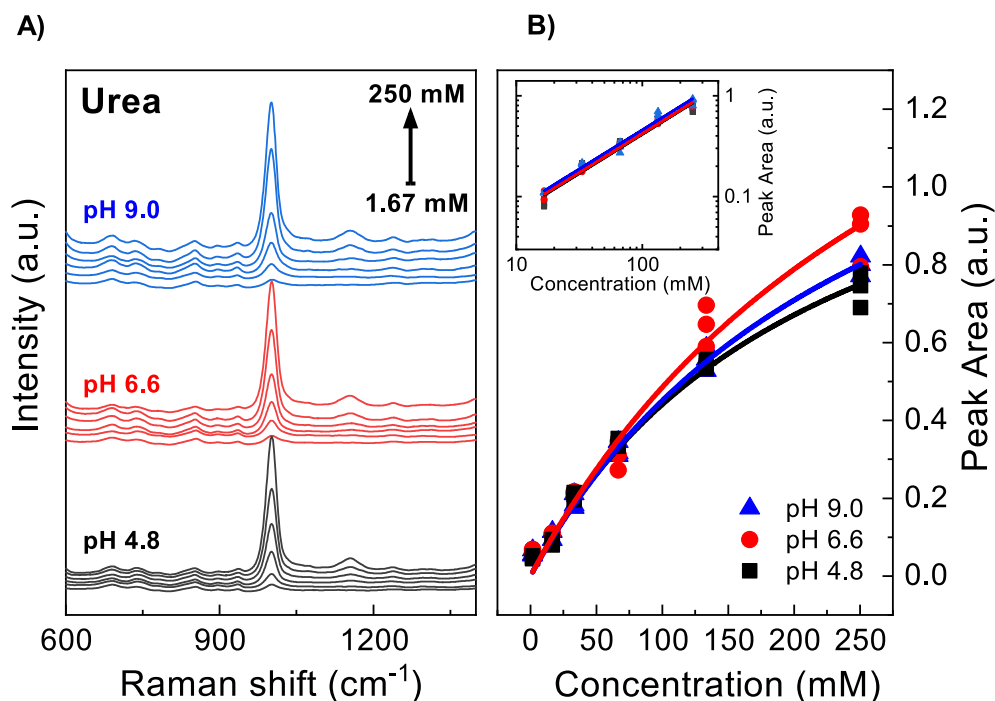 A)
Urea
250 mM
1.67 mM
pH 9.0
pH 6.6
pH 4.8
Intensity (a.u.)
600
900
1200
Raman shift (cm⁻¹)
B)
1
0.1
Peak Area (a.u.)
10
100
Concentration (mM)
1.2
1.0
0.8
0.6
0.4
0.2
0.0
Peak Area (a.u.)
pH 9.0
pH 6.6
pH 4.8
0
50
100
150
200
250
Concentration (mM)